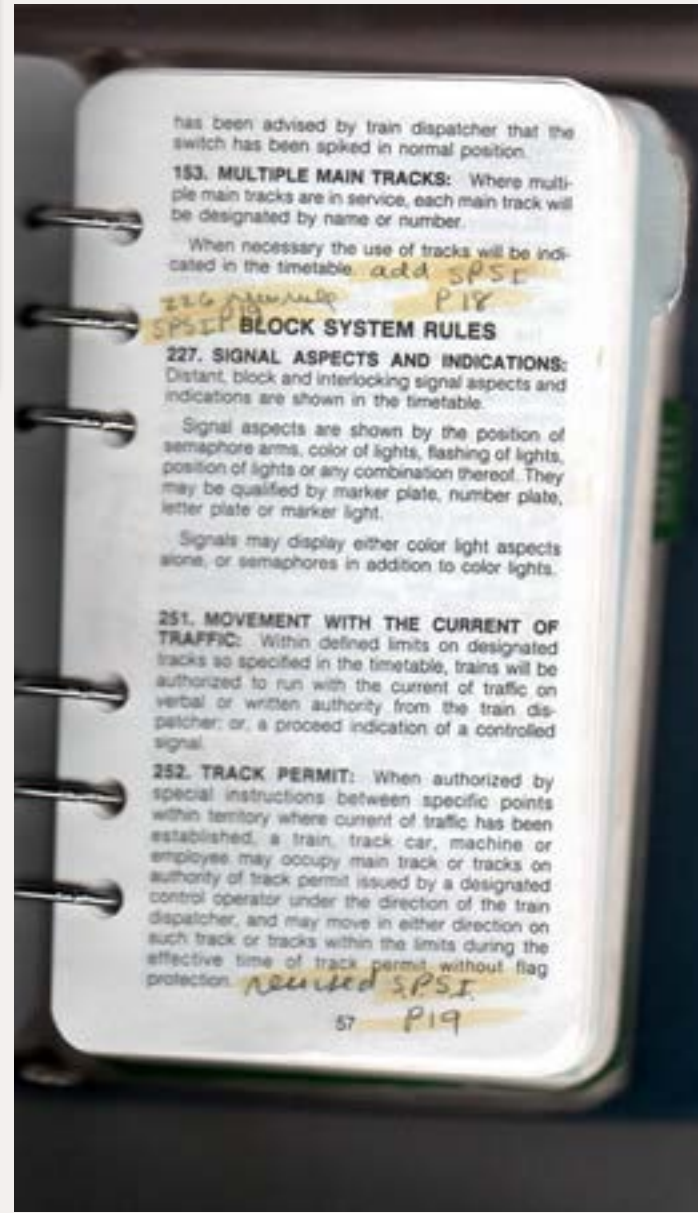 has been advised by train dispatcher that the
switch has been spiked in normal position.
153. MULTIPLE MAIN TRACKS: Where multi-
ple main tracks are in service, each main track will
be designated by name or number.
When necessary the use of tracks will be indi-
cated in the timetable. add SPSI
P18
226 new rule
SPSI P19
BLOCK SYSTEM RULES
227. SIGNAL ASPECTS AND INDICATIONS:
Distant, block and interlocking signal aspects and
indications are shown in the timetable.
Signal aspects are shown by the position of
semaphore arms, color of lights, flashing of lights,
position of lights or any combination thereof. They
may be qualified by marker plate, number plate,
letter plate or marker light.
Signals may display either color light aspects
alone, or semaphores in addition to color lights.
251. MOVEMENT WITH THE CURRENT OF
TRAFFIC: Within defined limits on designated
tracks so specified in the timetable, trains will be
authorized to run with the current of traffic on
verbal or written authority from the train dis-
patcher; or, a proceed indication of a controlled
signal.
252. TRACK PERMIT: When authorized by
special instructions between specific points
within territory where current of traffic has been
established, a train, track car, machine or
employee may occupy main track or tracks on
authority of track permit issued by a designated
control operator under the direction of the train
dispatcher, and may move in either direction on
such track or tracks within the limits during the
effective time of track permit without flag
protection. revised S.P.S.I.
57 P19